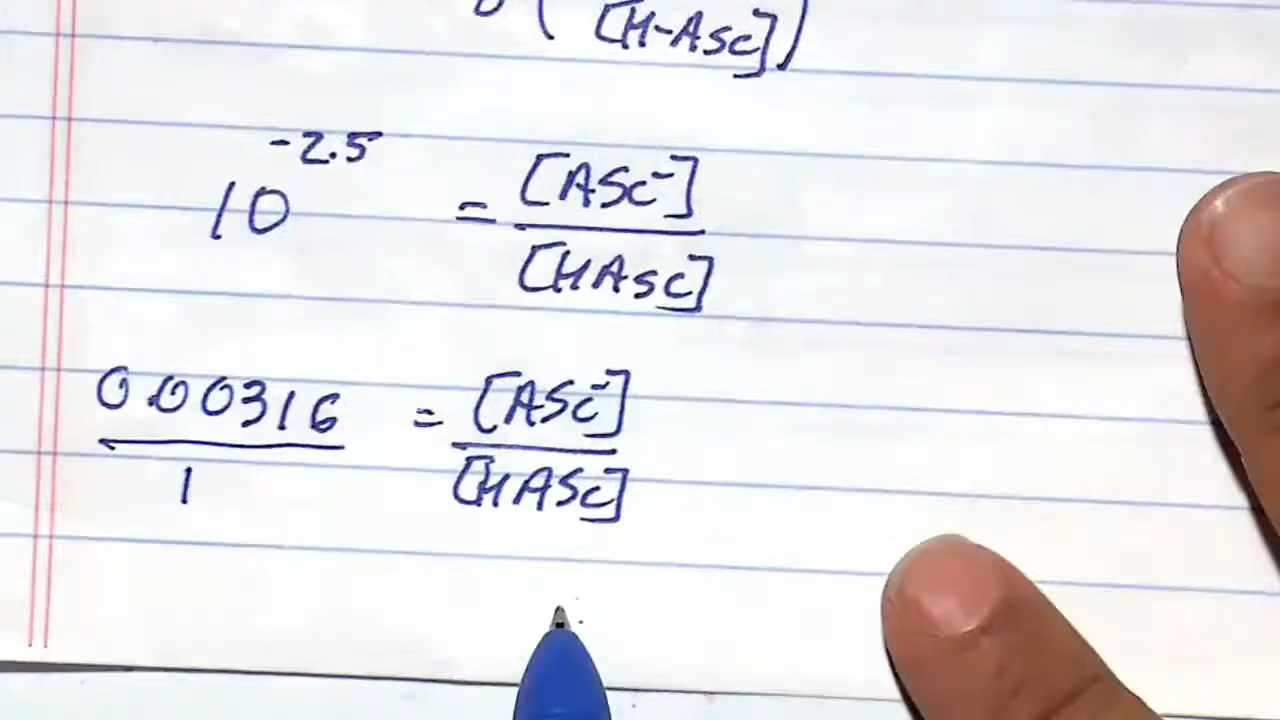 ( [H-Asc])
10^-2.5 = [Asc-] / [HAsc]
0.00316 / 1 = [Asc-] / [HAsc]